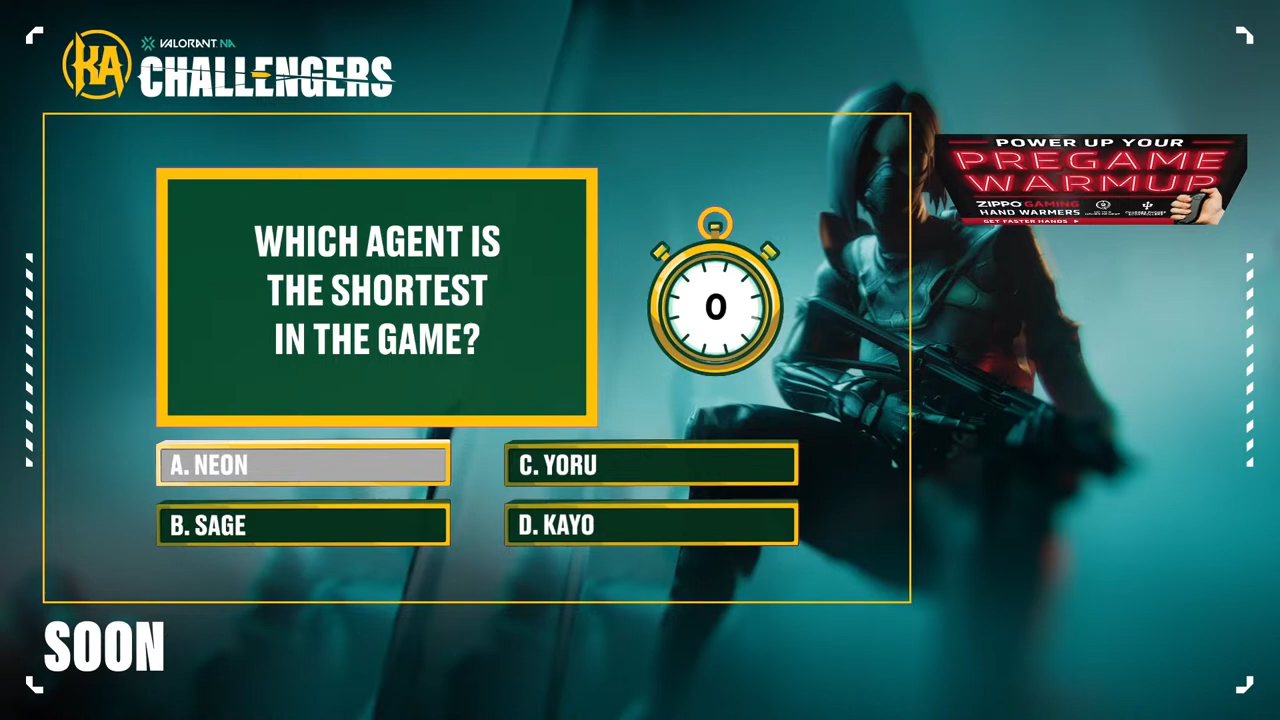 KA
VALORANT NA
CHALLENGERS
POWER UP YOUR
PREGAME
WARMUP
ZIPPO GAMING
HAND WARMERS
GET FASTER HANDS
WHICH AGENT IS
THE SHORTEST
IN THE GAME?
0
A. NEON
C. YORU
B. SAGE
D. KAYO
SOON